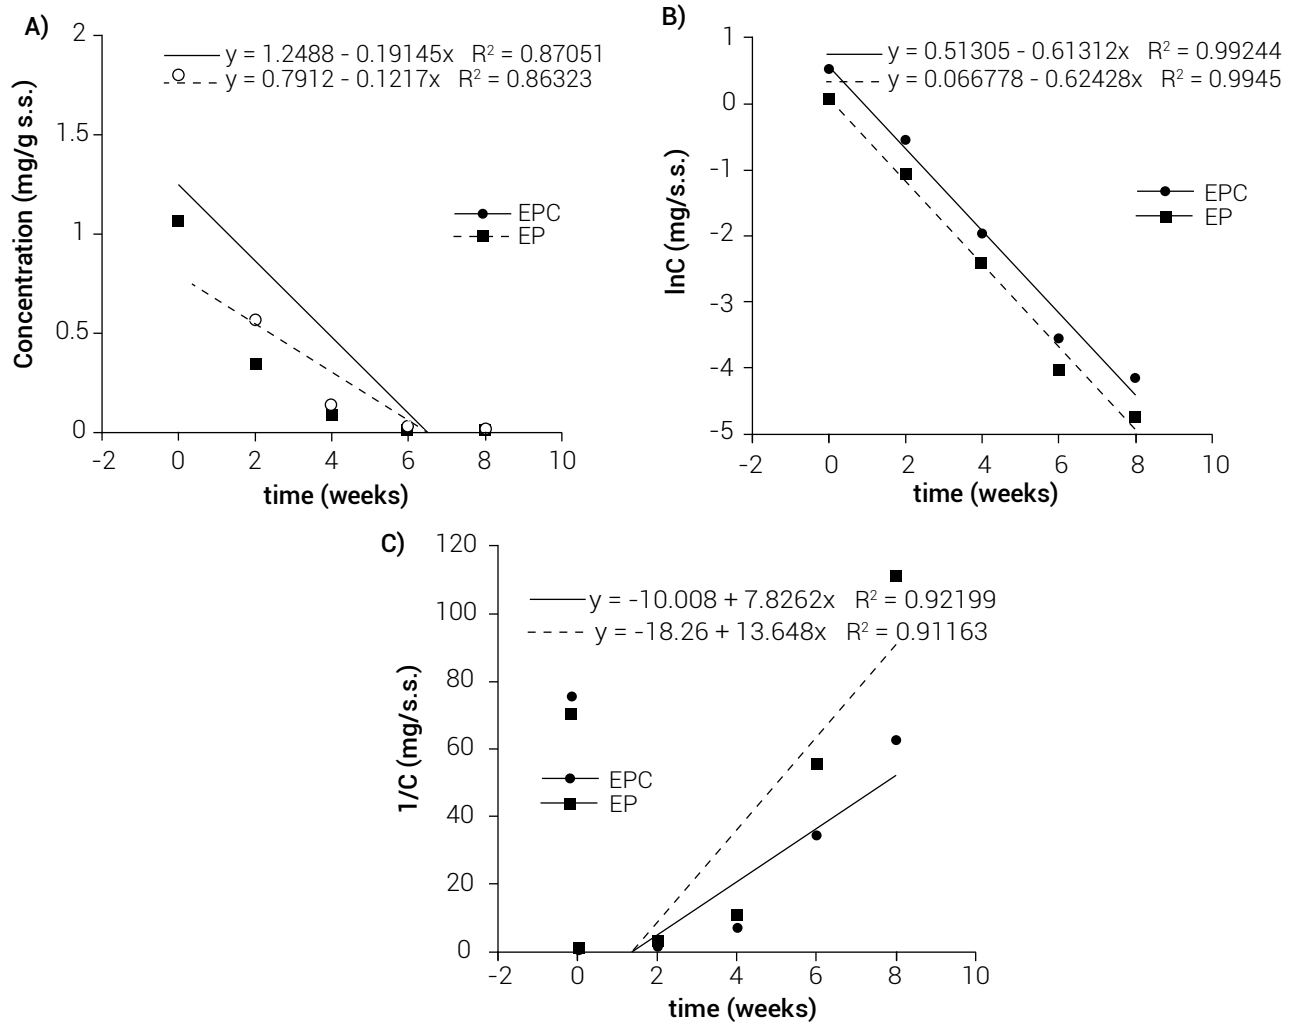 A)
2
1.5
1
0.5
0
-2
0
2
4
6
8
10
Concentration (mg/g s.s.)
time (weeks)
y = 1.2488 - 0.19145x R² = 0.87051
y = 0.7912 - 0.1217x R² = 0.86323
EPC
EP
B)
1
0
-1
-2
-3
-4
-5
-2
0
2
4
6
8
10
lnC (mg/s.s.)
time (weeks)
y = 0.51305 - 0.61312x R² = 0.99244
y = 0.066778 - 0.62428x R² = 0.9945
EPC
EP
C)
120
100
80
60
40
20
0
-2
0
2
4
6
8
10
1/C (mg/s.s.)
time (weeks)
y = -10.008 + 7.8262x R² = 0.92199
y = -18.26 + 13.648x R² = 0.91163
EPC
EP